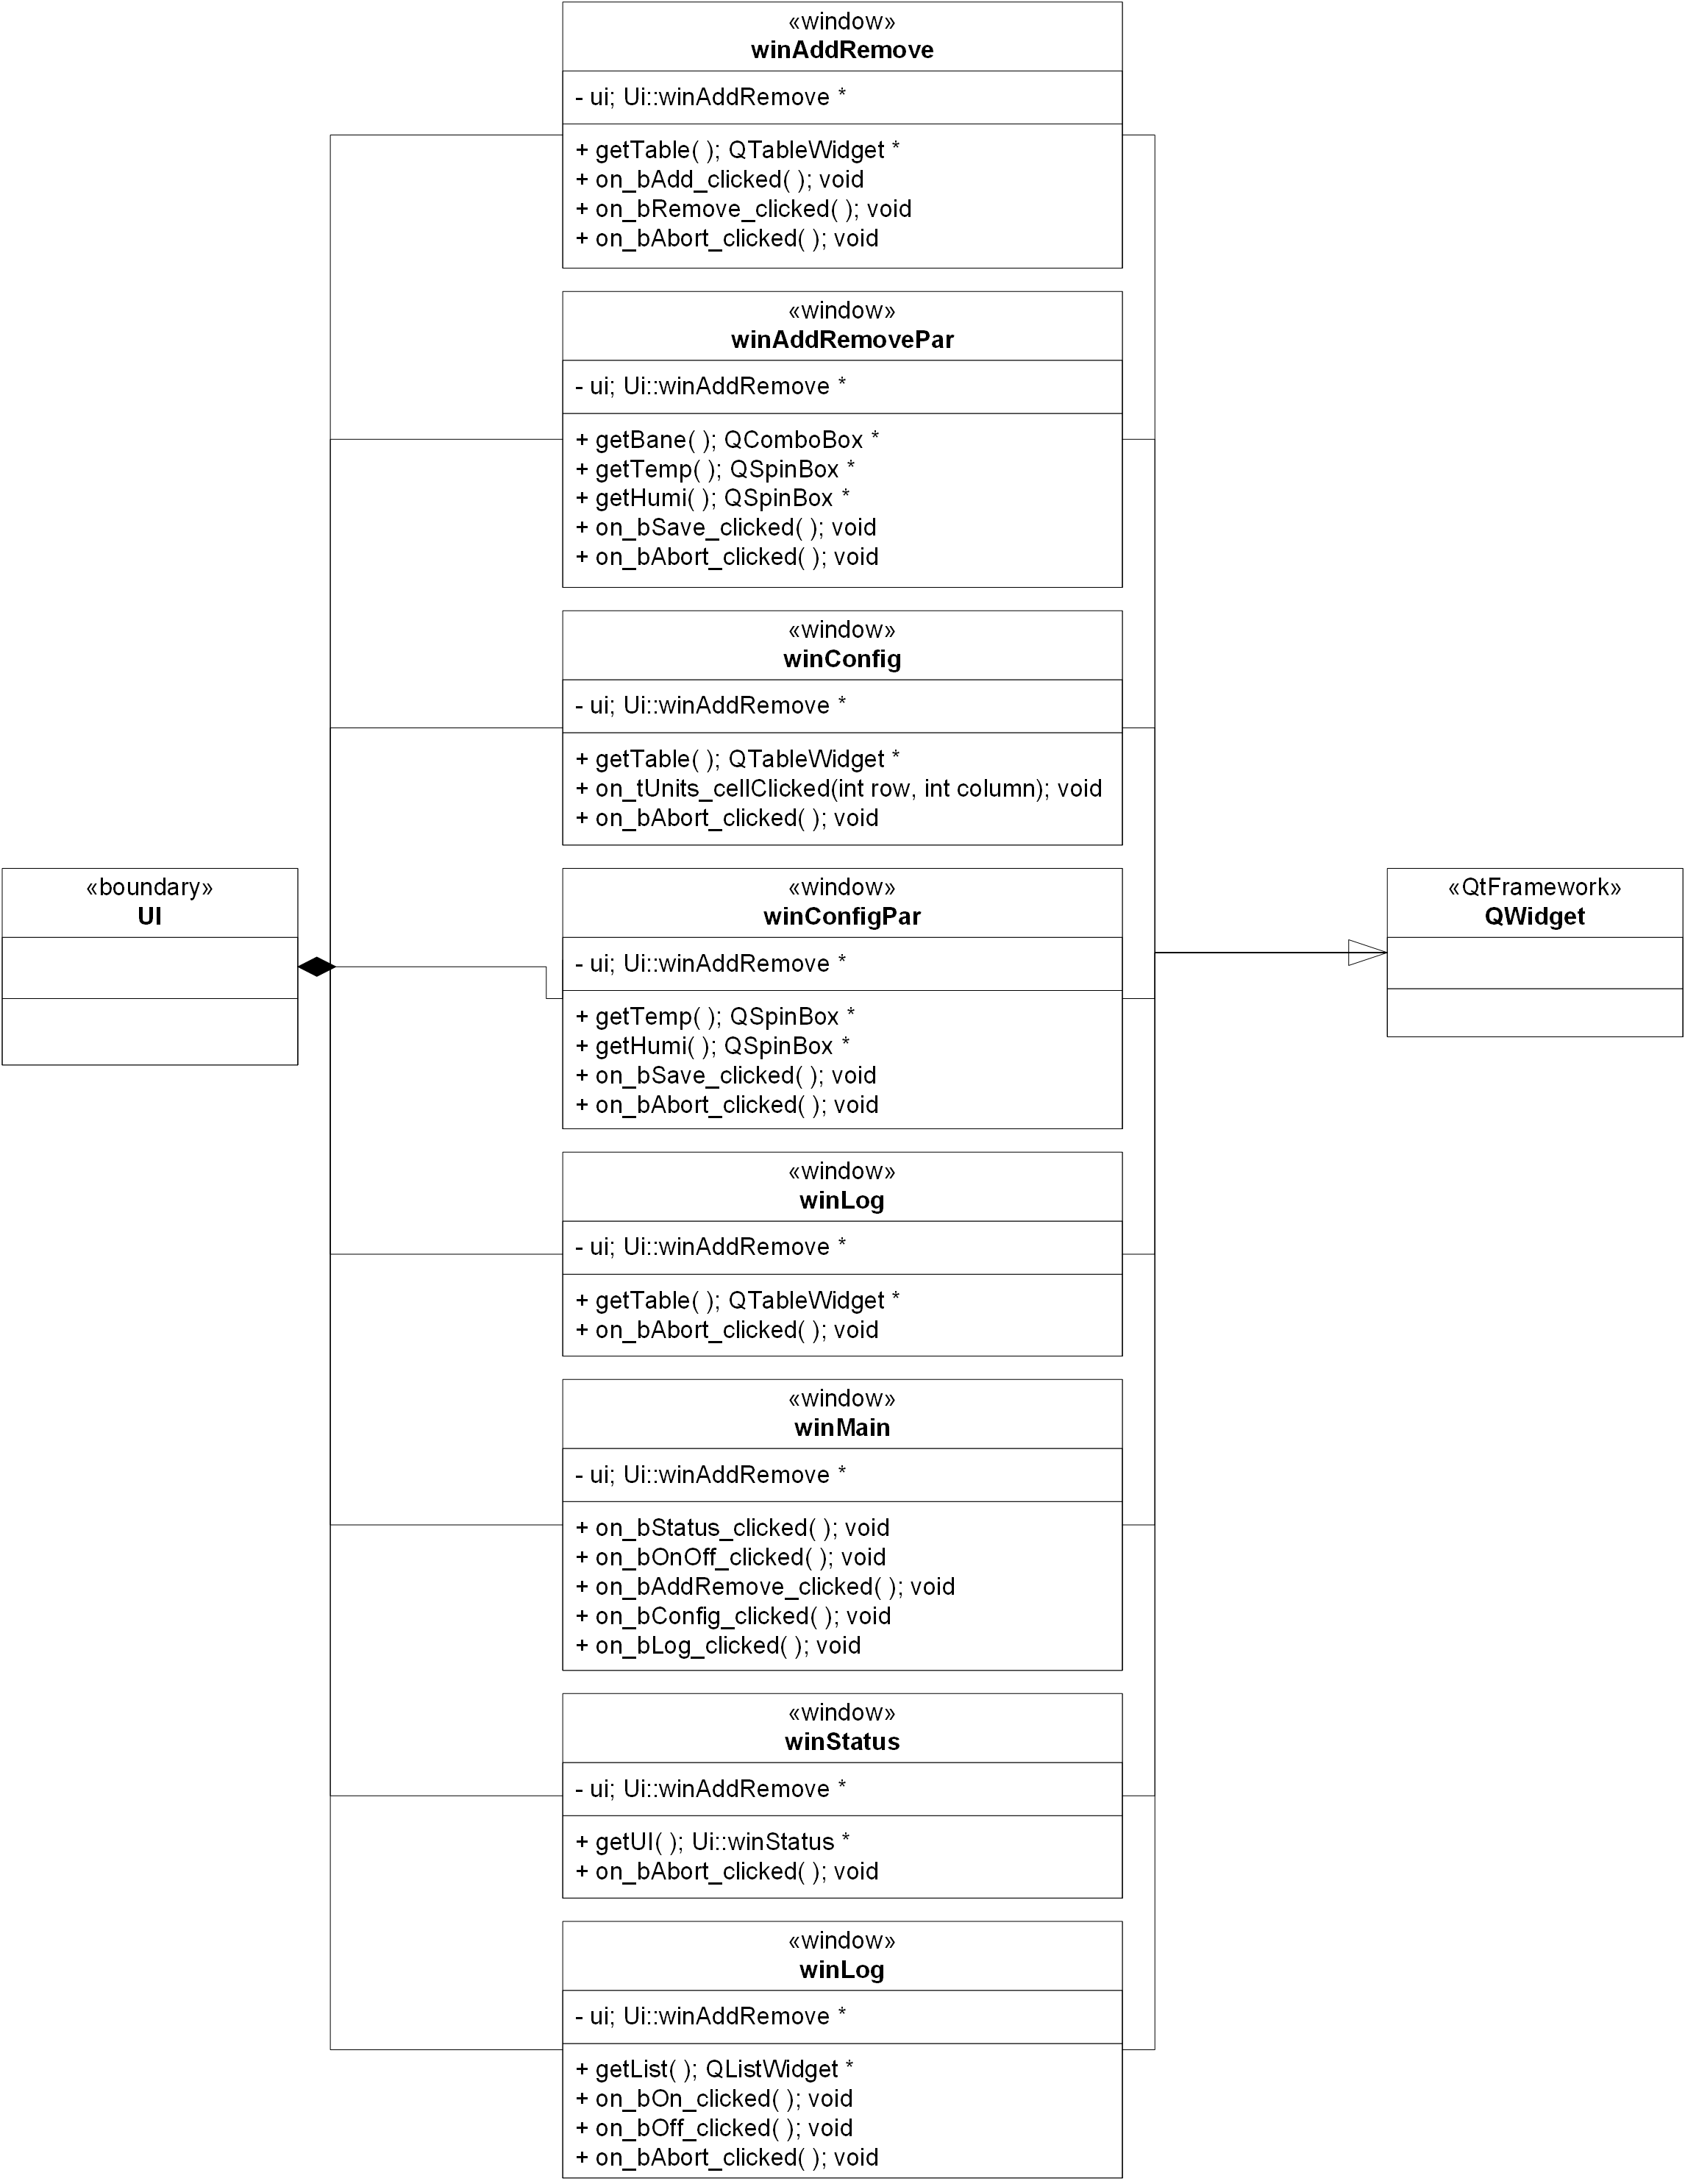 «window»
winAddRemove
- ui; Ui::winAddRemove *
+ getTable( ); QTableWidget *
+ on_bAdd_clicked( ); void
+ on_bRemove_clicked( ); void
+ on_bAbort_clicked( ); void
«window»
winAddRemovePar
- ui; Ui::winAddRemove *
+ getBane( ); QComboBox *
+ getTemp( ); QSpinBox *
+ getHumi( ); QSpinBox *
+ on_bSave_clicked( ); void
+ on_bAbort_clicked( ); void
«window»
winConfig
- ui; Ui::winAddRemove *
+ getTable( ); QTableWidget *
+ on_tUnits_cellClicked(int row, int column); void
+ on_bAbort_clicked( ); void
«boundary»
UI
«window»
winConfigPar
- ui; Ui::winAddRemove *
+ getTemp( ); QSpinBox *
+ getHumi( ); QSpinBox *
+ on_bSave_clicked( ); void
+ on_bAbort_clicked( ); void
«QtFramework»
QWidget
«window»
winLog
- ui; Ui::winAddRemove *
+ getTable( ); QTableWidget *
+ on_bAbort_clicked( ); void
«window»
winMain
- ui; Ui::winAddRemove *
+ on_bStatus_clicked( ); void
+ on_bOnOff_clicked( ); void
+ on_bAddRemove_clicked( ); void
+ on_bConfig_clicked( ); void
+ on_bLog_clicked( ); void
«window»
winStatus
- ui; Ui::winAddRemove *
+ getUI( ); Ui::winStatus *
+ on_bAbort_clicked( ); void
«window»
winLog
- ui; Ui::winAddRemove *
+ getList( ); QListWidget *
+ on_bOn_clicked( ); void
+ on_bOff_clicked( ); void
+ on_bAbort_clicked( ); void